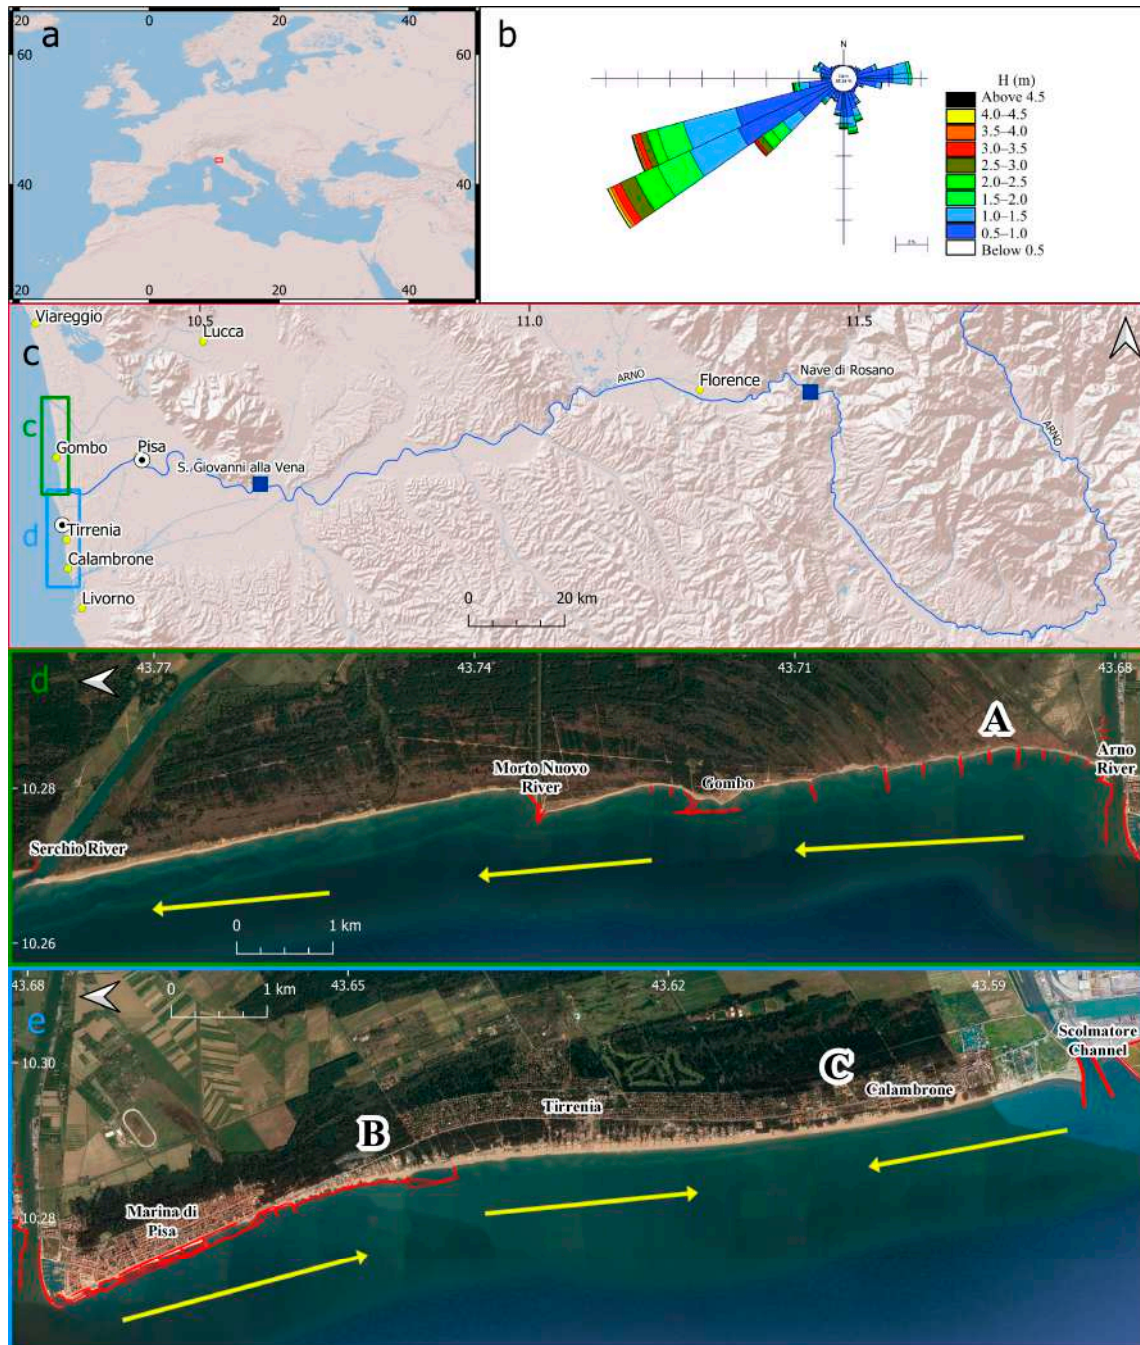 20
0
20
40
a
60
60
40
40
20
0
20
40
b
N
H (m)
Above 4.5
4.0–4.5
3.5–4.0
3.0–3.5
2.5–3.0
2.0–2.5
1.5–2.0
1.0–1.5
0.5–1.0
Below 0.5
Viareggio
10.5
11.0
11.5
Lucca
c
ARNO
Florence
Nave di Rosano
ARNO
c
Gombo
Pisa
S. Giovanni alla Vena
d
Tirrenia
Calambrone
Livorno
0
20 km
d
43.77
43.74
43.71
43.68
A
Arno
River
Morto Nuovo
River
Gombo
10.28
Serchio River
0
1 km
10.26
43.68
43.65
43.62
43.59
0
1 km
e
Scolmatore
Channel
10.30
C
Calambrone
Tirrenia
B
10.28
Marina di
Pisa